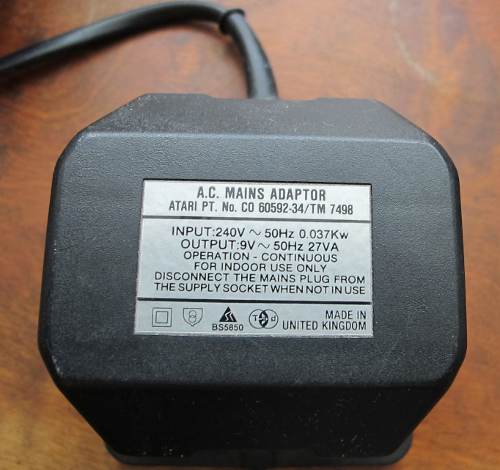 A.C. MAINS ADAPTOR
ATARI PT. No. CO 60592-34/TM 7498
INPUT:240V ~ 50Hz 0.037Kw
OUTPUT:9V ~ 50Hz 27VA
OPERATION - CONTINUOUS
FOR INDOOR USE ONLY
DISCONNECT THE MAINS PLUG FROM
THE SUPPLY SOCKET WHEN NOT IN USE
BS5850
MADE IN
UNITED KINGDOM